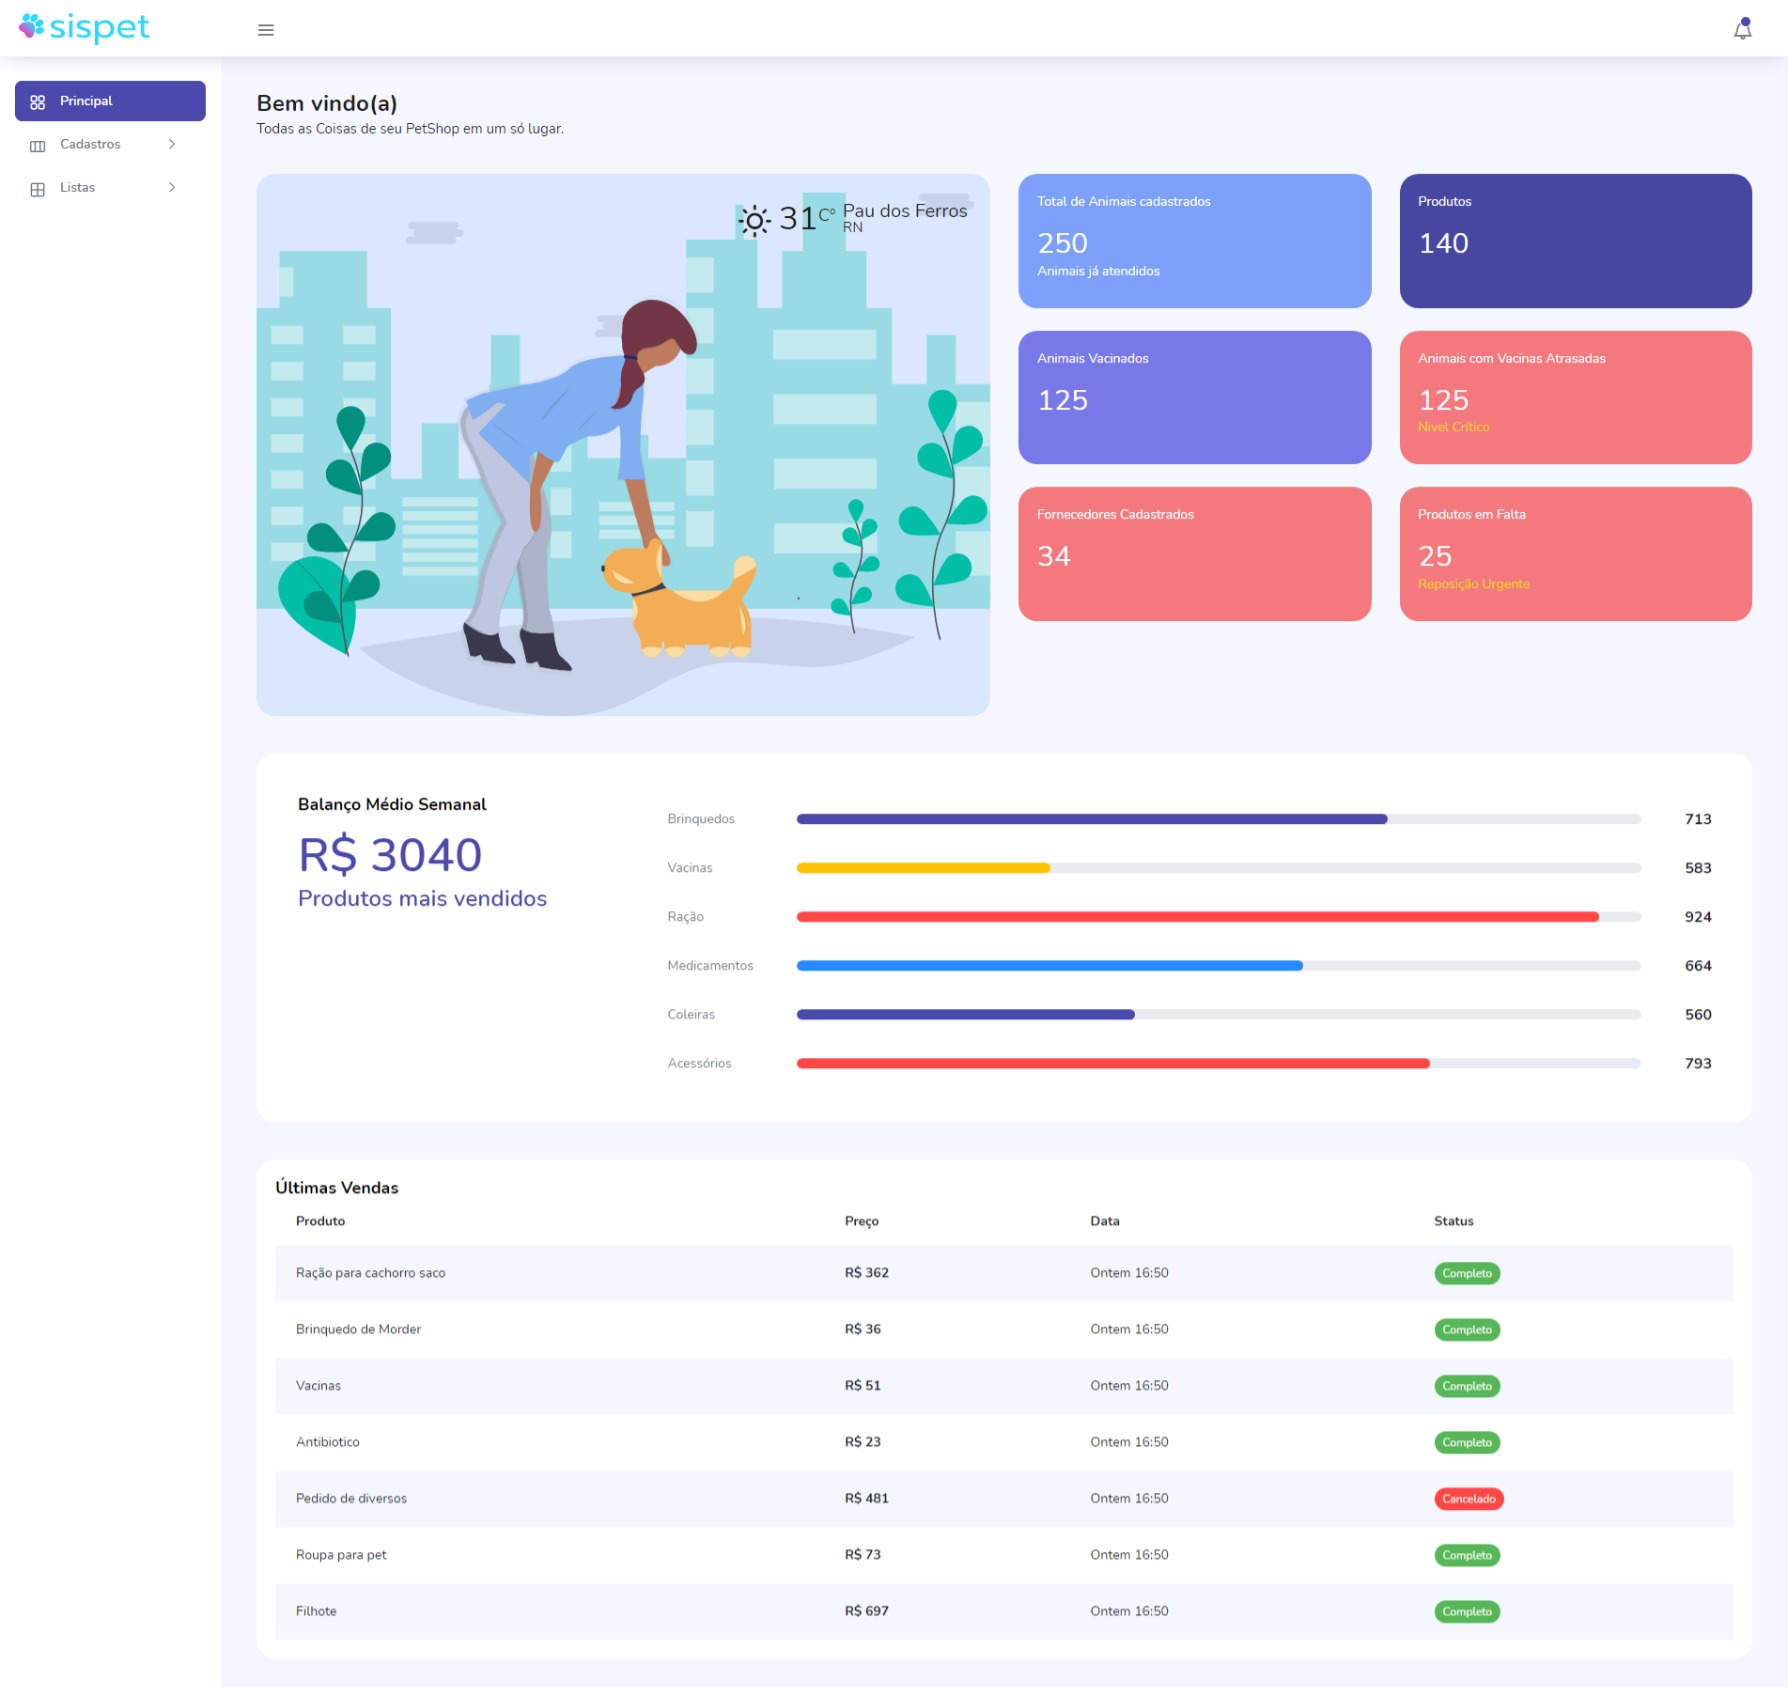 sispet
Principal
Cadastros
Listas
Bem vindo(a)
Todas as Coisas de seu PetShop em um só lugar.
31C° Pau dos Ferros
RN
Total de Animais cadastrados
250
Animais já atendidos
Produtos
140
Animais Vacinados
125
Animais com Vacinas Atrasadas
125
Nivel Crítico
Fornecedores Cadastrados
34
Produtos em Falta
25
Reposição Urgente
Balanço Médio Semanal
R$ 3040
Produtos mais vendidos
Brinquedos 713
Vacinas 583
Ração 924
Medicamentos 664
Coleiras 560
Acessórios 793
Últimas Vendas
Produto Preço Data Status
Ração para cachorro saco R$ 362 Ontem 16:50 Completo
Brinquedo de Morder R$ 36 Ontem 16:50 Completo
Vacinas R$ 51 Ontem 16:50 Completo
Antibiotico R$ 23 Ontem 16:50 Completo
Pedido de diversos R$ 481 Ontem 16:50 Cancelado
Roupa para pet R$ 73 Ontem 16:50 Completo
Filhote R$ 697 Ontem 16:50 Completo